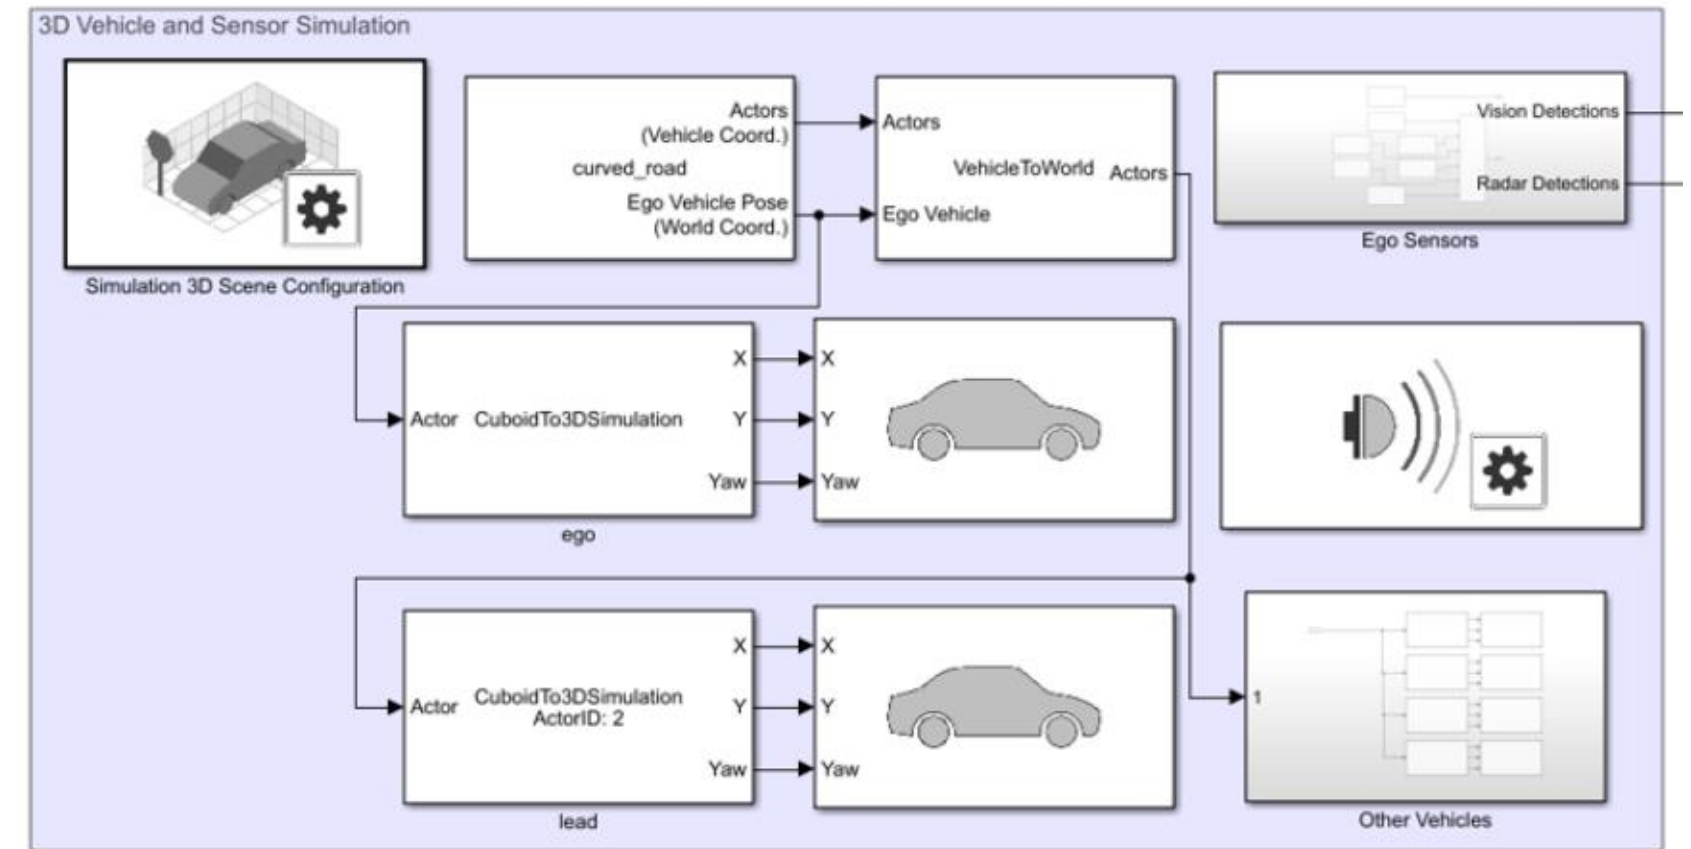 3D Vehicle and Sensor Simulation
Simulation 3D Scene Configuration
Actors
(Vehicle Coord.)
curved_road
Ego Vehicle Pose
(World Coord.)
Actors
VehicleToWorld
Actors
Ego Vehicle
Vision Detections
Radar Detections
Ego Sensors
Actor
CuboidTo3DSimulation
X
Y
Yaw
ego
X
Y
Yaw
Actor
CuboidTo3DSimulation
ActorID: 2
X
Y
Yaw
lead
X
Y
Yaw
1
Other Vehicles